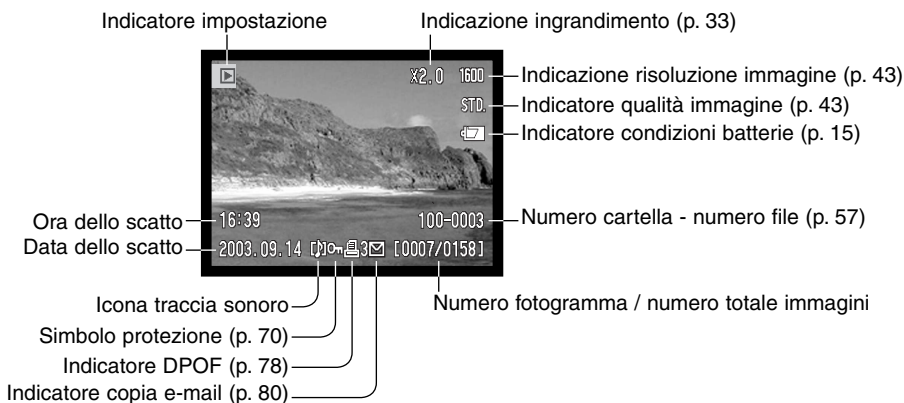 Indicatore impostazione
Indicazione ingrandimento (p. 33)
X2.0 1600
Indicazione risoluzione immagine (p. 43)
STD.
Indicatore qualità immagine (p. 43)
Indicatore condizioni batterie (p. 15)
Ora dello scatto
16:39
100-0003
Numero cartella - numero file (p. 57)
Data dello scatto
2003.09.14 3 [0007/0158]
Icona traccia sonoro
Numero fotogramma / numero totale immagini
Simbolo protezione (p. 70)
Indicatore DPOF (p. 78)
Indicatore copia e-mail (p. 80)